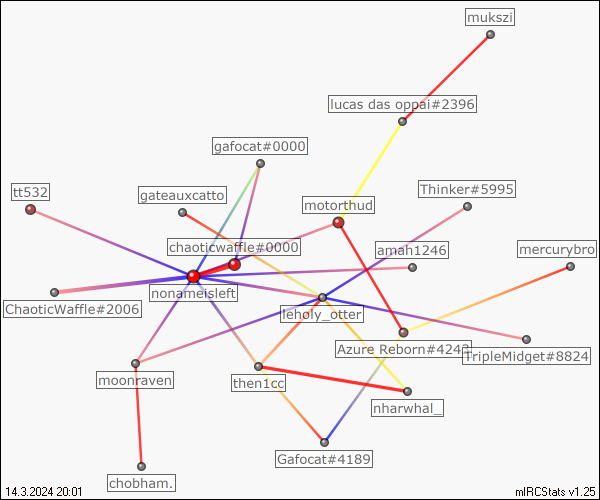 mukszi
lucas das oppai#2396
gafocat#0000
tt532
gateauxcatto
Thinker#5995
motorthud
chaoticwaffle#0000
amah1246
mercurybro
nonameisleft
ChaoticWaffle#2006
leholy_otter
Azure Reborn#4242
TripleMidget#8824
moonraven
then1cc
nharwhal_
Gafocat#4189
chobham.
14.3.2024 20:01
mIRCStats v1.25